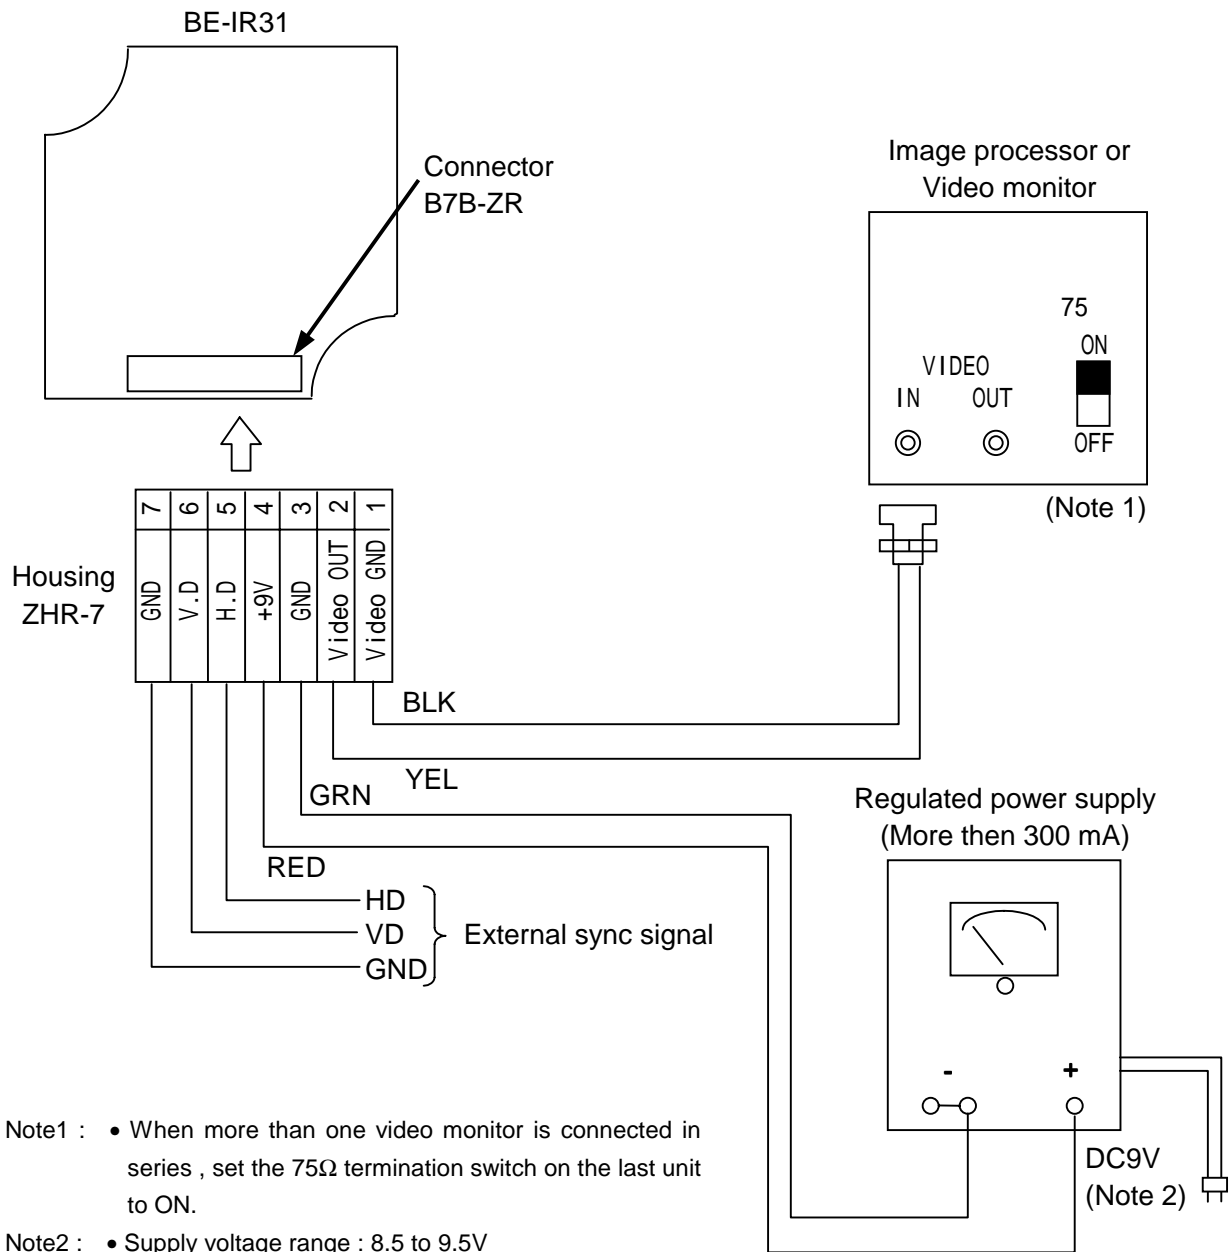 BE-IR31
Connector
B7B-ZR
Image processor or
Video monitor
75
ON
VIDEO
IN OUT
OFF
(Note 1)
7 6 5 4 3 2 1
GND V.D H.D +9V GND Video OUT Video GND
Housing
ZHR-7
BLK
YEL
GRN
RED
HD
VD
GND
External sync signal
Regulated power supply
(More then 300 mA)
- +
DC9V
(Note 2)
Note1 : • When more than one video monitor is connected in
series , set the 75Ω termination switch on the last unit
to ON.
Note2 : • Supply voltage range : 8.5 to 9.5V